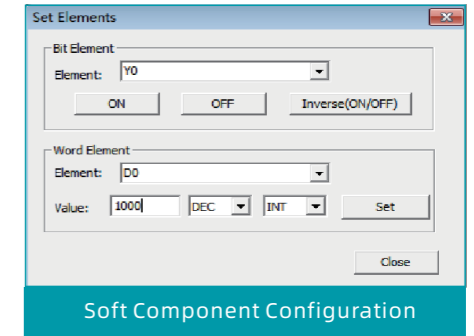 Set Elements
Bit Element
Element: Y0
ON OFF Inverse(ON/OFF)
Word Element
Element: D0
Value: 1000 DEC INT Set
Close
Soft Component Configuration